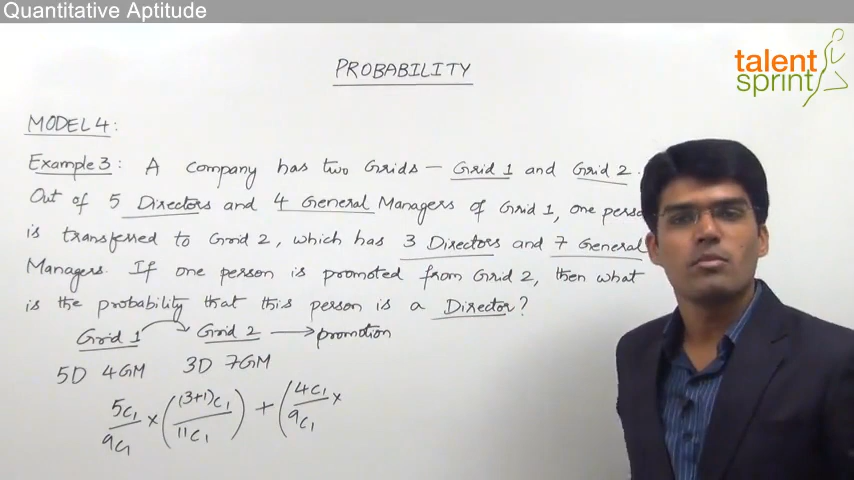 Quantitative Aptitude
talent
sprint
PROBABILITY
MODEL 4:
Example 3: A company has two Grids – Grid 1 and Grid 2.
Out of 5 Directors and 4 General Managers of Grid 1, one perso
is transferred to Grid 2, which has 3 Directors and 7 General
Managers. If one person is promoted from Grid 2, then what
is the probability that this person is a Director?
Grid 1 Grid 2 → promotion
5D 4GM 3D 7GM
5C₁/9C₁ × ((3+1)C₁/11C₁) + (4C₁/9C₁ ×